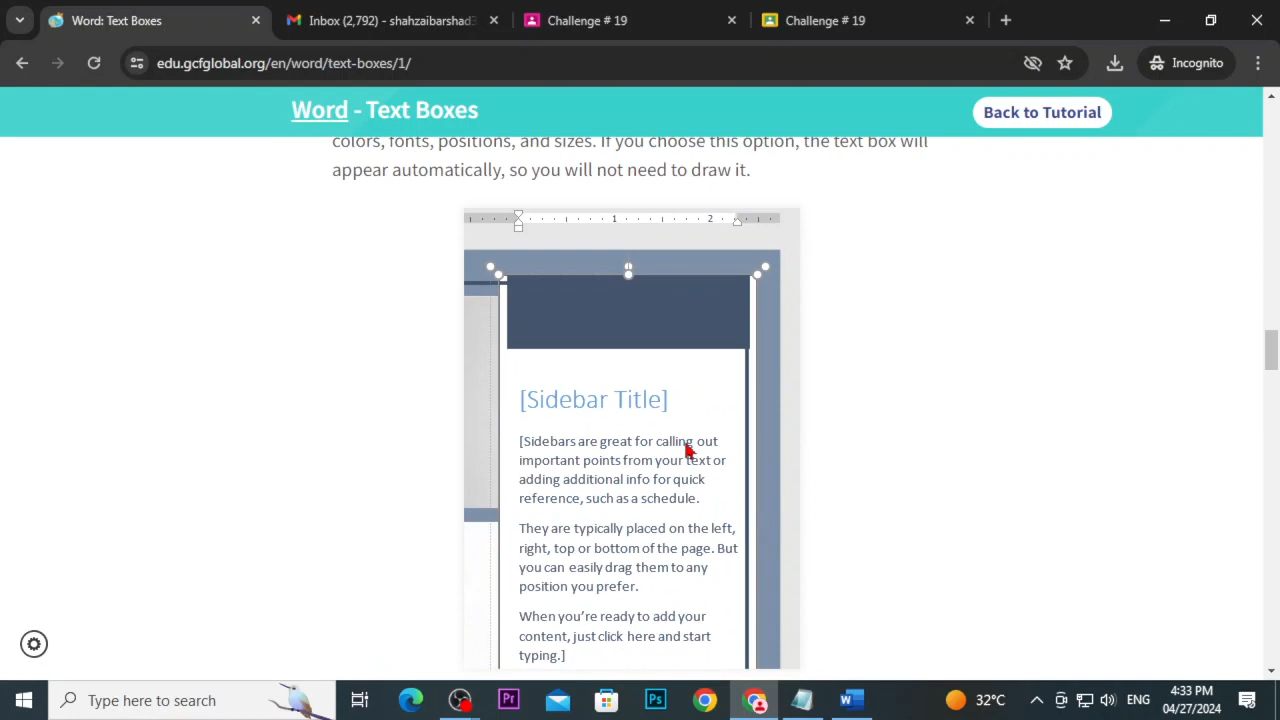 Word: Text Boxes
Inbox (2,792) - shahzaibarshad3
Challenge # 19
Challenge # 19
edu.gcfglobal.org/en/word/text-boxes/1/
Incognito
Word - Text Boxes
Back to Tutorial
colors, fonts, positions, and sizes. If you choose this option, the text box will
appear automatically, so you will not need to draw it.
1
2
[Sidebar Title]
[Sidebars are great for calling out
important points from your text or
adding additional info for quick
reference, such as a schedule.
They are typically placed on the left,
right, top or bottom of the page. But
you can easily drag them to any
position you prefer.
When you're ready to add your
content, just click here and start
typing.]
Type here to search
Pr
Ps
W
32°C
ENG
4:33 PM
04/27/2024